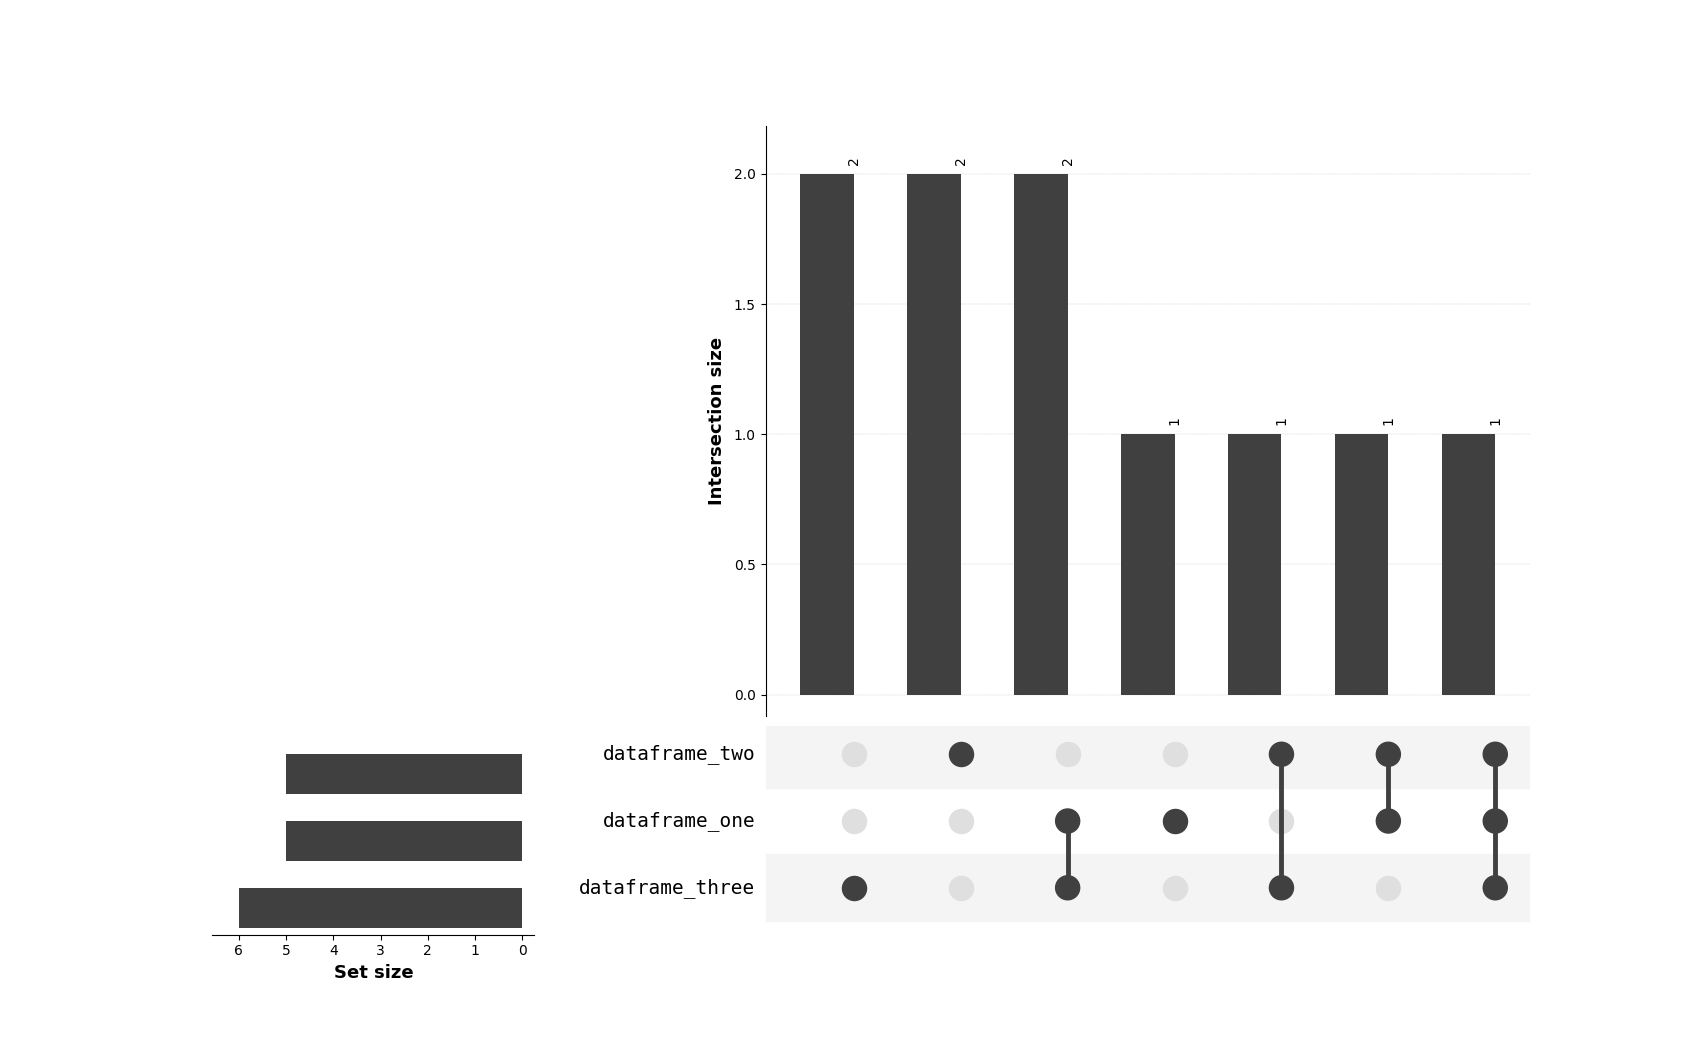 2 2 2
2.0
1.5
Intersection size
1 1 1 1
1.0
0.5
0.0
dataframe_two
dataframe_one
dataframe_three
6 5 4 3 2 1 0
Set size